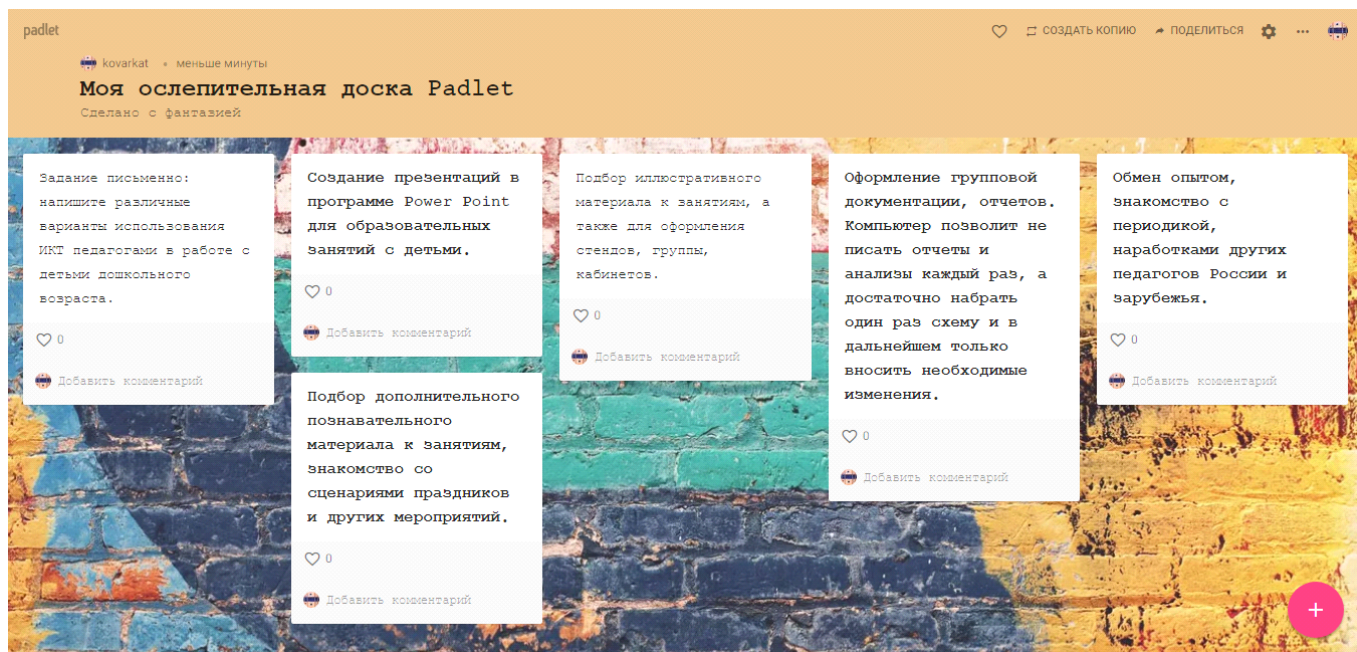 padlet
СОЗДАТЬ КОПИЮ
ПОДЕЛИТЬСЯ
kovarkat • меньше минуты
Моя ослепительная доска Padlet
Сделано с фантазией
Задание письменно:
напишите различные
варианты использования
ИКТ педагогами в работе с
детьми дошкольного
возраста.
0
Добавить комментарий
Создание презентаций в
программе Power Point
для образовательных
занятий с детьми.
0
Добавить комментарий
Подбор дополнительного
познавательного
материала к занятиям,
знакомство со
сценариями праздников
и других мероприятий.
0
Добавить комментарий
Подбор иллюстративного
материала к занятиям, а
также для оформления
стендов, группы,
кабинетов.
0
Добавить комментарий
Оформление групповой
документации, отчетов.
Компьютер позволит не
писать отчеты и
анализы каждый раз, а
достаточно набрать
один раз схему и в
дальнейшем только
вносить необходимые
изменения.
0
Добавить комментарий
Обмен опытом,
знакомство с
периодикой,
наработками других
педагогов России и
зарубежья.
0
Добавить комментарий